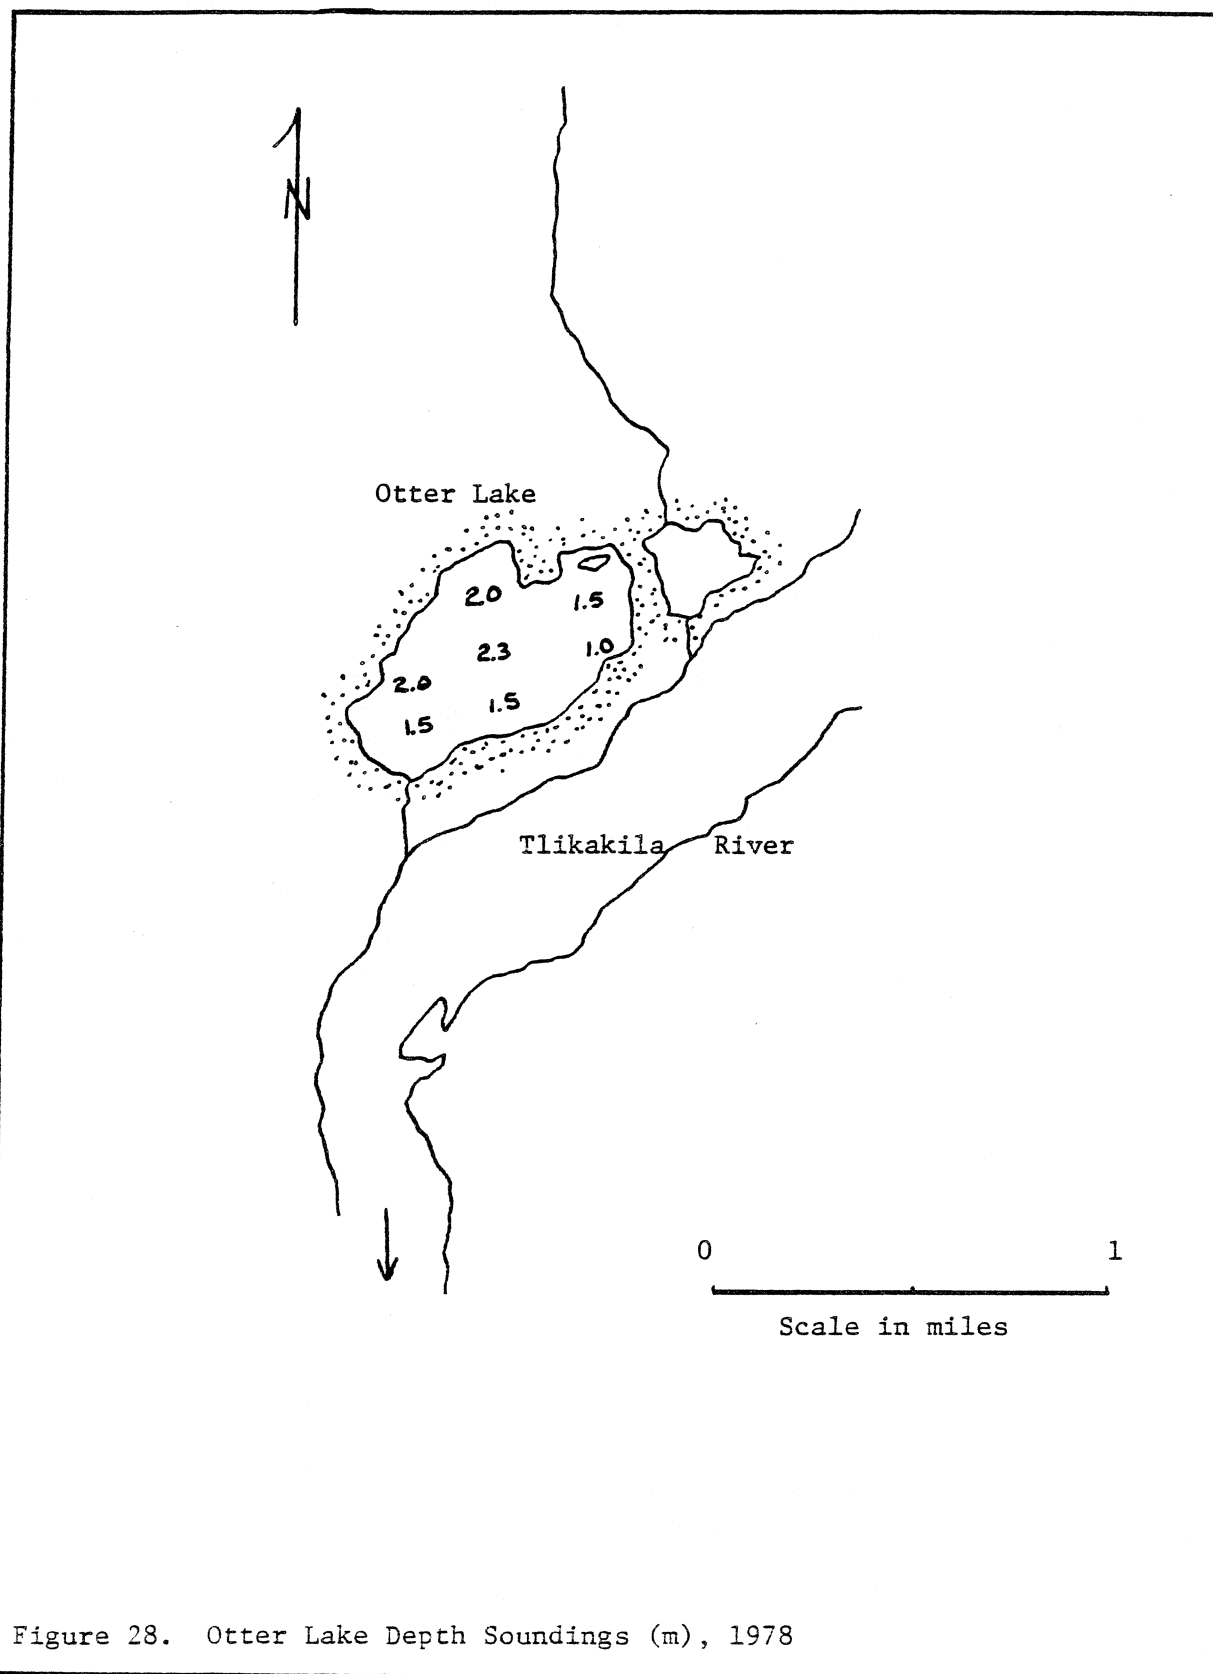 N
Otter Lake
2.0
1.5
2.3
1.0
2.0
1.5
1.5
Tlikakila River
0 1
Scale in miles
Figure 28. Otter Lake Depth Soundings (m), 1978